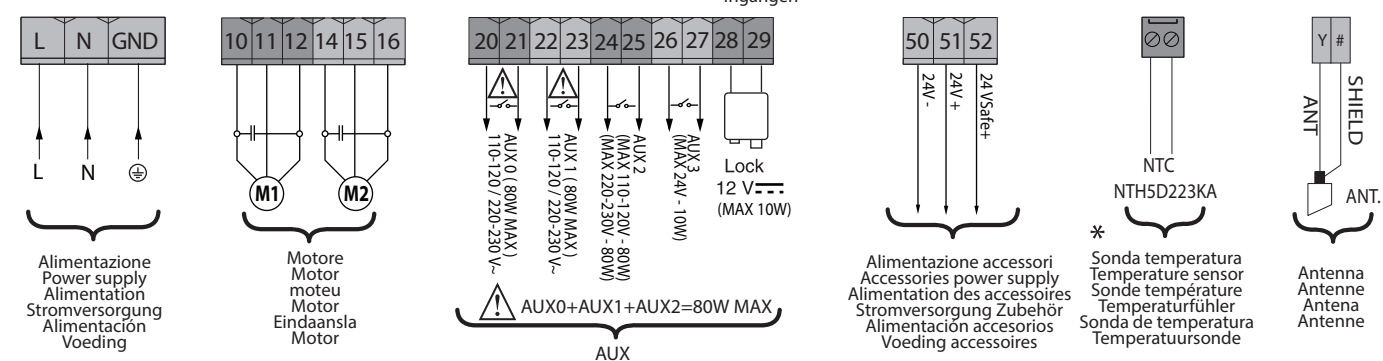 ingangen
L N GND
10 11 12 14 15 16
20 21 22 23 24 25 26 27 28 29
50 51 52
Y #
L
N
M1
M2
AUX 0 ( 80W MAX )
110-120 / 220-230 V~
AUX 1 ( 80W MAX )
110-120 / 220-230 V~
AUX 2
(MAX 110-120V - 80W)
(MAX 220-230V - 80W)
AUX 3
(MAX 24V - 10W)
Lock
12 V
(MAX 10W)
24V -
24V +
24 VSafe+
NTC
NTH5D223KA
ANT
SHIELD
ANT.
Alimentazione
Power supply
Alimentation
Stromversorgung
Alimentación
Voeding
Motore
Motor
moteu
Motor
Eindaansla
Motor
! AUX0+AUX1+AUX2=80W MAX
AUX
Alimentazione accessori
Accessories power supply
Alimentation des accessoires
Stromversorgung Zubehör
Alimentación accesorios
Voeding accessoires
*
Sonda temperatura
Temperature sensor
Sonde température
Temperaturfühler
Sonda de temperatura
Temperatuursonde
Antenna
Antenne
Antena
Antenne